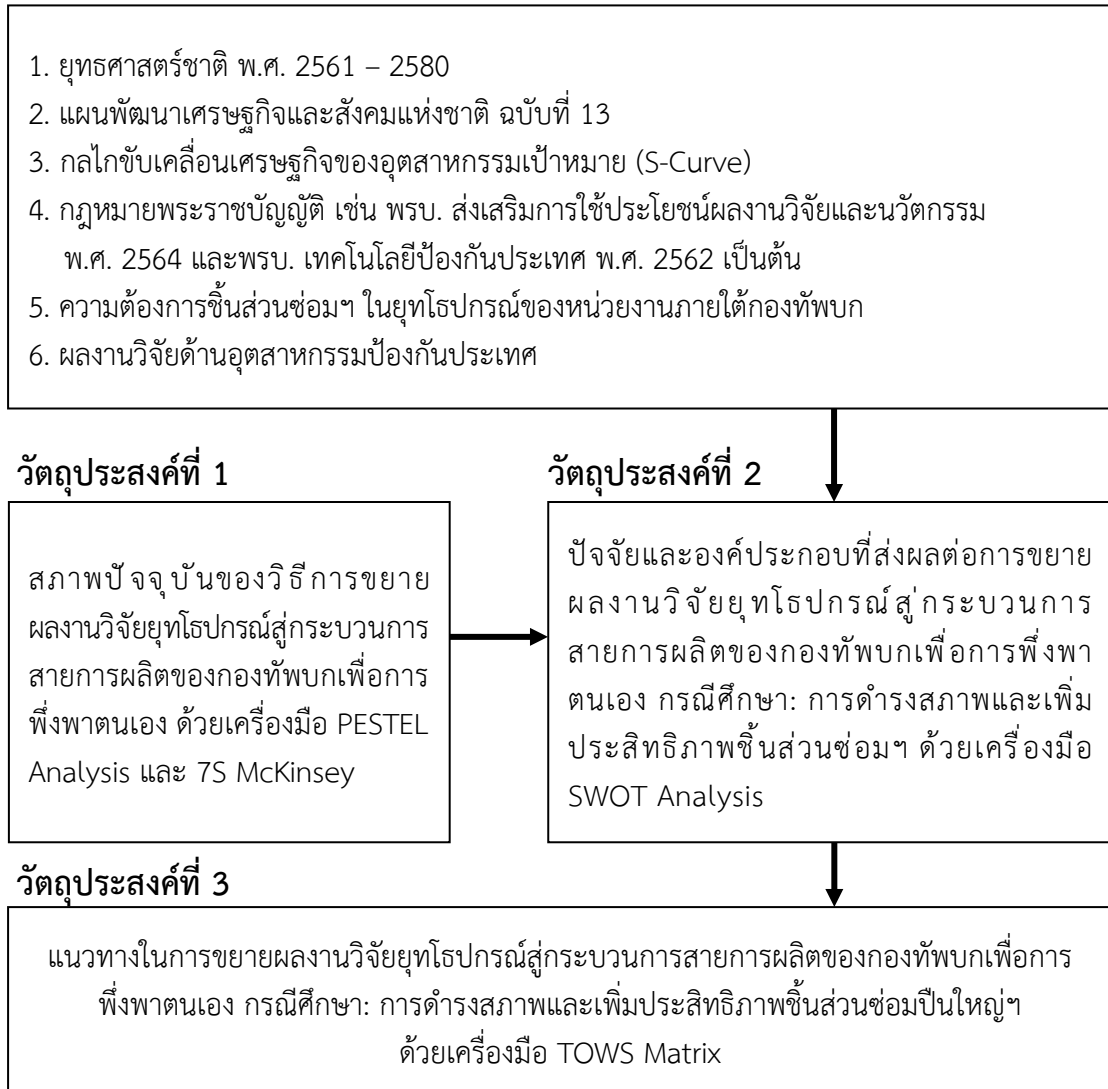 1. ยุทธศาสตร์ชาติ พ.ศ. 2561 – 2580
2. แผนพัฒนาเศรษฐกิจและสังคมแห่งชาติ ฉบับที่ 13
3. กลไกขับเคลื่อนเศรษฐกิจของอุตสาหกรรมเป้าหมาย (S-Curve)
4. กฎหมายพระราชบัญญัติ เช่น พรบ. ส่งเสริมการใช้ประโยชน์ผลงานวิจัยและนวัตกรรม
พ.ศ. 2564 และพรบ. เทคโนโลยีป้องกันประเทศ พ.ศ. 2562 เป็นต้น
5. ความต้องการชิ้นส่วนซ่อมฯ ในยุทโธปกรณ์ของหน่วยงานภายใต้กองทัพบก
6. ผลงานวิจัยด้านอุตสาหกรรมป้องกันประเทศ
วัตถุประสงค์ที่ 1
สภาพปัจจุบันของวิธีการขยาย
ผลงานวิจัยยุทโธปกรณ์สู่กระบวนการ
สายการผลิตของกองทัพบกเพื่อการ
พึ่งพาตนเอง ด้วยเครื่องมือ PESTEL
Analysis และ 7S McKinsey
วัตถุประสงค์ที่ 2
ปัจจัยและองค์ประกอบที่ส่งผลต่อการขยาย
ผลงานวิจัยยุทโธปกรณ์สู่กระบวนการ
สายการผลิตของกองทัพบกเพื่อการพึ่งพา
ตนเอง กรณีศึกษา: การดำรงสภาพและเพิ่ม
ประสิทธิภาพชิ้นส่วนซ่อมฯ ด้วยเครื่องมือ
SWOT Analysis
วัตถุประสงค์ที่ 3
แนวทางในการขยายผลงานวิจัยยุทโธปกรณ์สู่กระบวนการสายการผลิตของกองทัพบกเพื่อการ
พึ่งพาตนเอง กรณีศึกษา: การดำรงสภาพและเพิ่มประสิทธิภาพชิ้นส่วนซ่อมปืนใหญ่ฯ
ด้วยเครื่องมือ TOWS Matrix